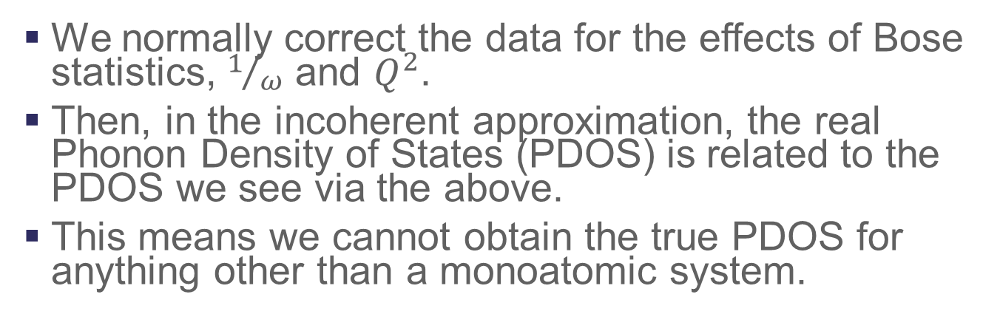 ▪ We normally correct the data for the effects of Bose
statistics, 1/ω and Q².
▪ Then, in the incoherent approximation, the real
Phonon Density of States (PDOS) is related to the
PDOS we see via the above.
▪ This means we cannot obtain the true PDOS for
anything other than a monoatomic system.